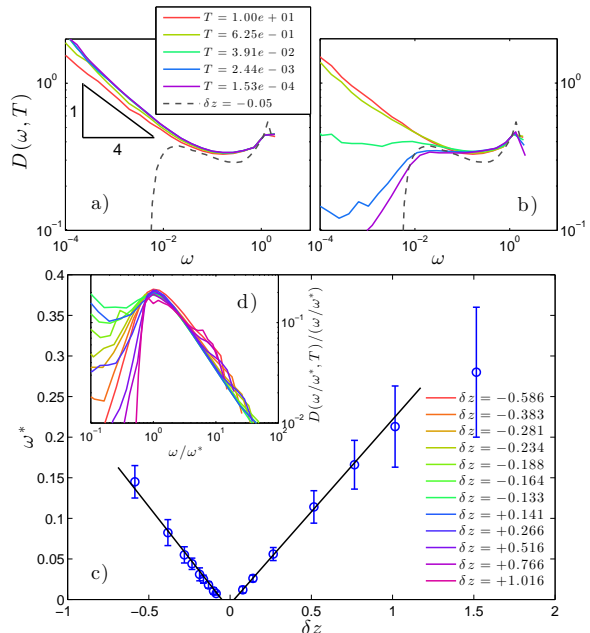 T = 1.00e + 01
T = 6.25e − 01
T = 3.91e − 02
T = 2.44e − 03
T = 1.53e − 04
δz = −0.05
D(ω, T)
10^0
10^-1
1
4
a)
10^-4
10^-2
10^0
ω
b)
10^0
10^-1
10^-4
10^-2
10^0
ω
ω*
0.4
0.35
0.3
0.25
0.2
0.15
0.1
0.05
0
d)
10^-1
10^-2
D(ω/ω*, T)/(ω/ω*)
10^-1
10^0
10^1
10^2
ω/ω*
δz = −0.586
δz = −0.383
δz = −0.281
δz = −0.234
δz = −0.188
δz = −0.164
δz = −0.133
δz = +0.141
δz = +0.266
δz = +0.516
δz = +0.766
δz = +1.016
c)
−1
−0.5
0
0.5
1
1.5
2
δz